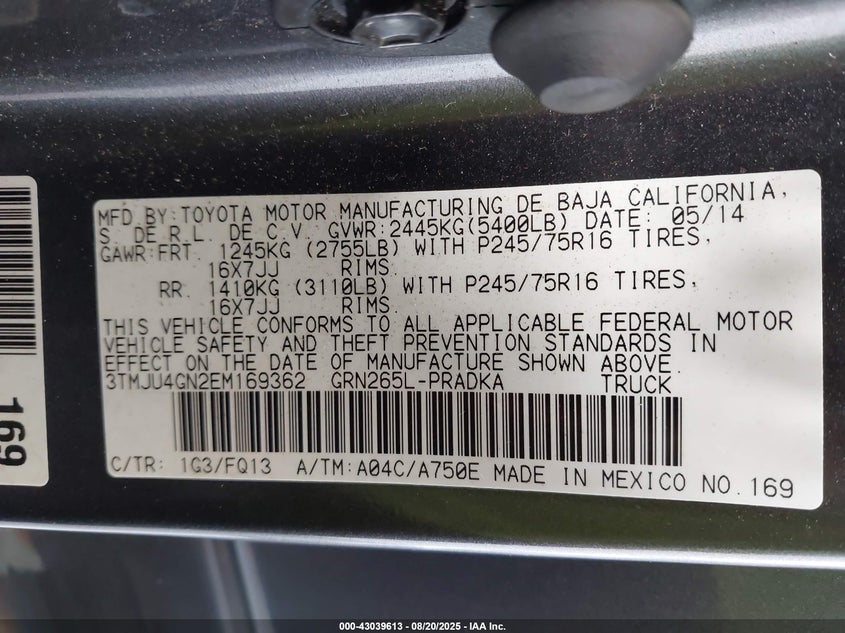 MFD. BY: TOYOTA MOTOR MANUFACTURING DE BAJA CALIFORNIA,
S. DE R.L. DE C.V. GVWR: 2445KG(5400LB) DATE: 05/14
GAWR: FRT. 1245KG (2755LB) WITH P245/75R16 TIRES,
16X7JJ RIMS.
RR. 1410KG (3110LB) WITH P245/75R16 TIRES,
16X7JJ RIMS.
THIS VEHICLE CONFORMS TO ALL APPLICABLE FEDERAL MOTOR
VEHICLE SAFETY AND THEFT PREVENTION STANDARDS IN
EFFECT ON THE DATE OF MANUFACTURE SHOWN ABOVE.
3TMJU4GN2EM169362 GRN265L-PRADKA TRUCK
C/TR: 1G3/FQ13 A/TM: A04C/A750E MADE IN MEXICO NO. 169
169
000-43039613 - 08/20/2025 - IAA Inc.